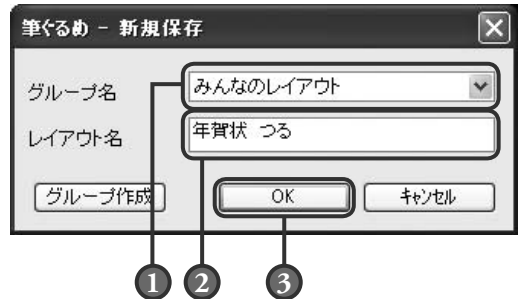 筆ぐるめ - 新規保存
グループ名
みんなのレイアウト
レイアウト名
年賀状 つる
グループ作成
OK
キャンセル
1
2
3